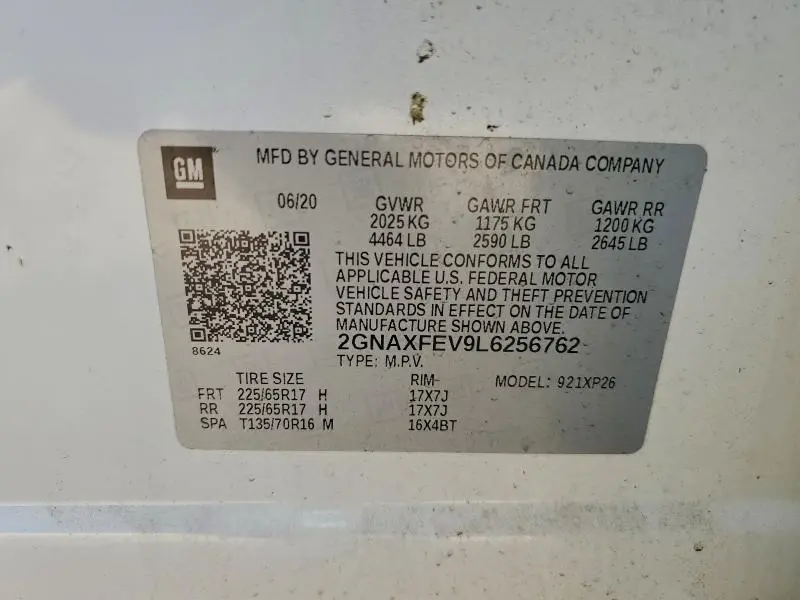 GM
MFD BY GENERAL MOTORS OF CANADA COMPANY
06/20 GVWR GAWR FRT GAWR RR
2025 KG 1175 KG 1200 KG
4464 LB 2590 LB 2645 LB
THIS VEHICLE CONFORMS TO ALL
APPLICABLE U.S. FEDERAL MOTOR
VEHICLE SAFETY AND THEFT PREVENTION
STANDARDS IN EFFECT ON THE DATE OF
MANUFACTURE SHOWN ABOVE.
8624
2GNAXFEV9L6256762
TYPE: M.P.V.
TIRE SIZE RIM MODEL: 921XP26
FRT 225/65R17 H 17X7J
RR 225/65R17 H 17X7J
SPA T135/70R16 M 16X4BT